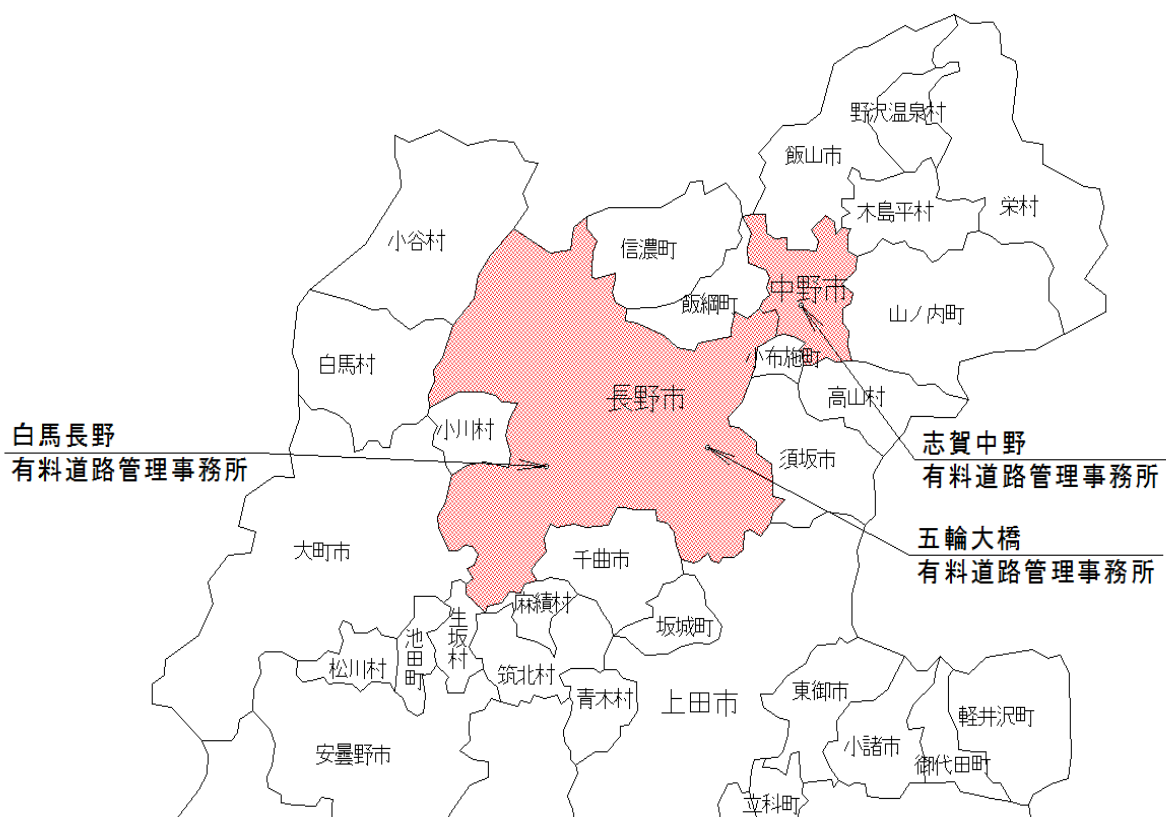 野沢温泉村
飯山市
木島平村
栄村
小谷村
信濃町
中野市
飯綱町
山ノ内町
白馬村
小布施町
長野市
高山村
小川村
白馬長野
有料道路管理事務所
志賀中野
有料道路管理事務所
須坂市
五輪大橋
有料道路管理事務所
大町市
千曲市
麻績村
生坂村
池田町
坂城町
松川村
筑北村
青木村
上田市
東御市
軽井沢町
小諸市
安曇野市
御代田町
立科町